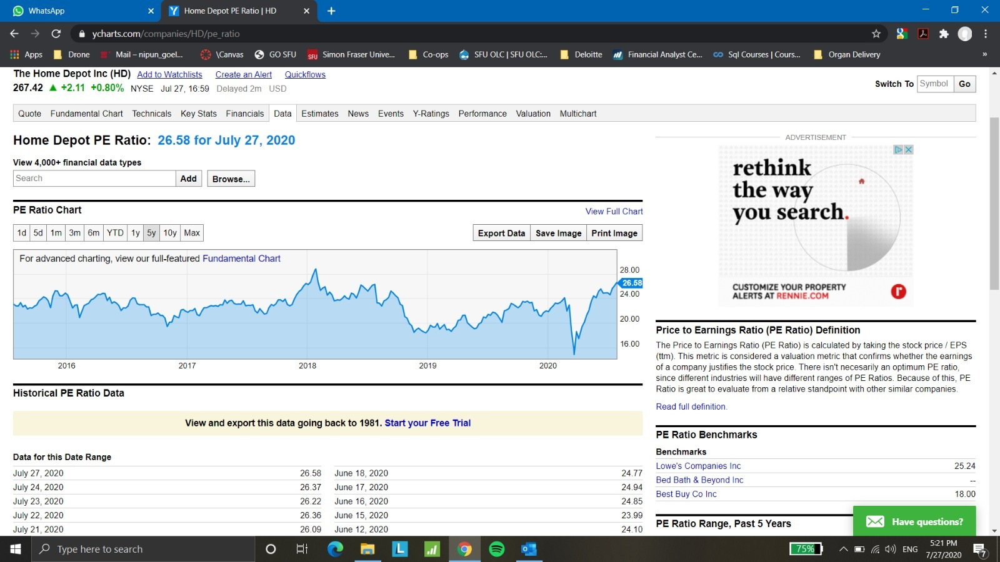 WhatsApp
Home Depot PE Ratio | HD
ycharts.com/companies/HD/pe_ratio
Apps Drone Mail – nipun_goel... \Canvas GO SFU SFU Simon Fraser Unive... Co-ops SFU OLC | SFU OLC:... Deloitte Financial Analyst Ce... Sql Courses | Cours... Organ Delivery »
The Home Depot Inc (HD) Add to Watchlists Create an Alert Quickflows
267.42 ▲ +2.11 +0.80% NYSE Jul 27, 16:59 Delayed 2m USD
Switch To Symbol Go
Quote Fundamental Chart Technicals Key Stats Financials Data Estimates News Events Y-Ratings Performance Valuation Multichart
Home Depot PE Ratio: 26.58 for July 27, 2020
View 4,000+ financial data types
Search Add Browse...
PE Ratio Chart
View Full Chart
1d 5d 1m 3m 6m YTD 1y 5y 10y Max
Export Data Save Image Print Image
For advanced charting, view our full-featured Fundamental Chart
28.00
26.58
24.00
20.00
16.00
2016 2017 2018 2019 2020
Historical PE Ratio Data
View and export this data going back to 1981. Start your Free Trial
Data for this Date Range
July 27, 2020 26.58 June 18, 2020 24.77
July 24, 2020 26.37 June 17, 2020 24.94
July 23, 2020 26.22 June 16, 2020 24.85
July 22, 2020 26.36 June 15, 2020 23.99
July 21, 2020 26.09 June 12, 2020 24.10
ADVERTISEMENT
rethink
the way
you search.
CUSTOMIZE YOUR PROPERTY
ALERTS AT RENNIE.COM
r
Price to Earnings Ratio (PE Ratio) Definition
The Price to Earnings Ratio (PE Ratio) is calculated by taking the stock price / EPS
(ttm). This metric is considered a valuation metric that confirms whether the earnings
of a company justifies the stock price. There isn't necesarily an optimum PE ratio,
since different industries will have different ranges of PE Ratios. Because of this, PE
Ratio is great to evaluate from a relative standpoint with other similar companies.
Read full definition.
PE Ratio Benchmarks
Benchmarks
Lowe's Companies Inc 25.24
Bed Bath & Beyond Inc --
Best Buy Co Inc 18.00
PE Ratio Range, Past 5 Years
Have questions?
Type here to search
75%
ENG
5:21 PM
7/27/2020
7